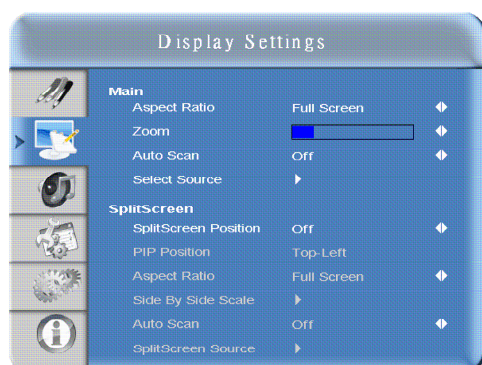 Display Settings
Main
Aspect Ratio Full Screen
Zoom
Auto Scan Off
Select Source
SplitScreen
SplitScreen Position Off
PIP Position Top-Left
Aspect Ratio Full Screen
Side By Side Scale
Auto Scan Off
SplitScreen Source